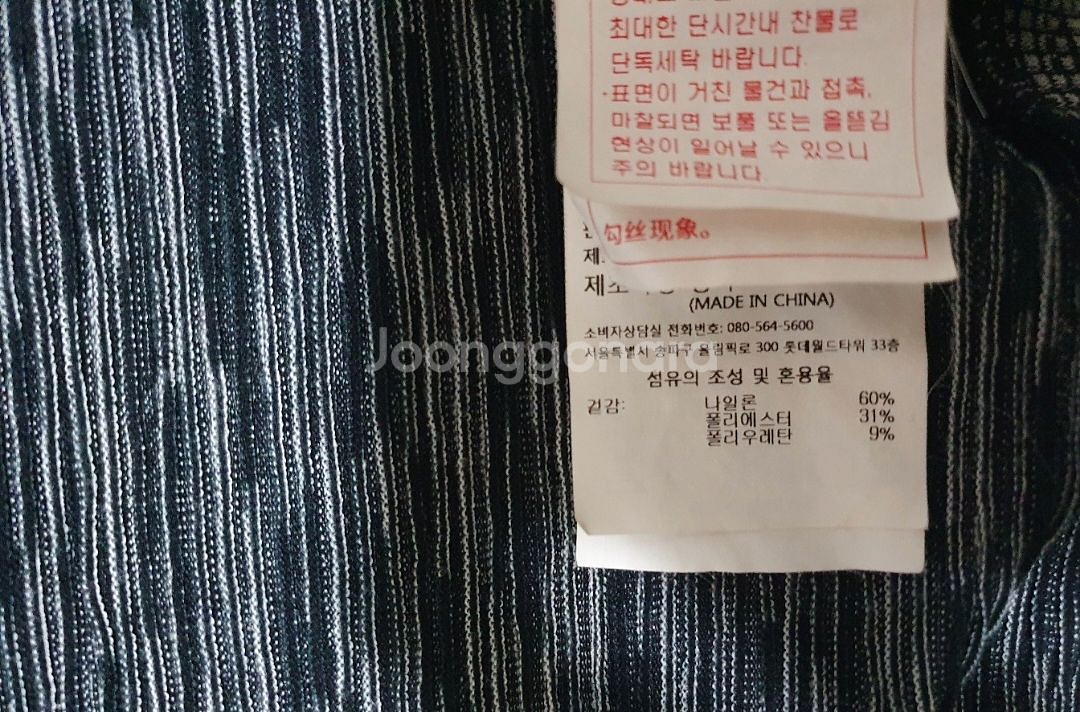 최대한 단시간내 찬물로
단독세탁 바랍니다.
·표면이 거친 물건과 접촉,
마찰되면 보풀 또는 올뜯김
현상이 일어날 수 있으니
주의 바랍니다.
勾丝现象。
제
제조
(MADE IN CHINA)
소비자상담실 전화번호: 080-564-5600
서울특별시 송파구 올림픽로 300 롯데월드타워 33층
섬유의 조성 및 혼용율
겉감: 나일론 60%
폴리에스터 31%
폴리우레탄 9%
Joonggonara